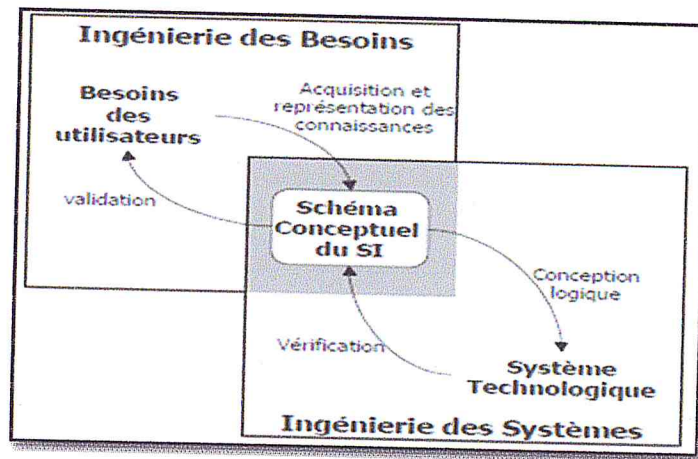 Ingénierie des Besoins
Besoins
des
utilisateurs
Acquisition et
représentation des
connaissances
validation
Schéma
Conceptuel
du SI
Conception
logique
Vérification
Système
Technologique
Ingénierie des Systèmes